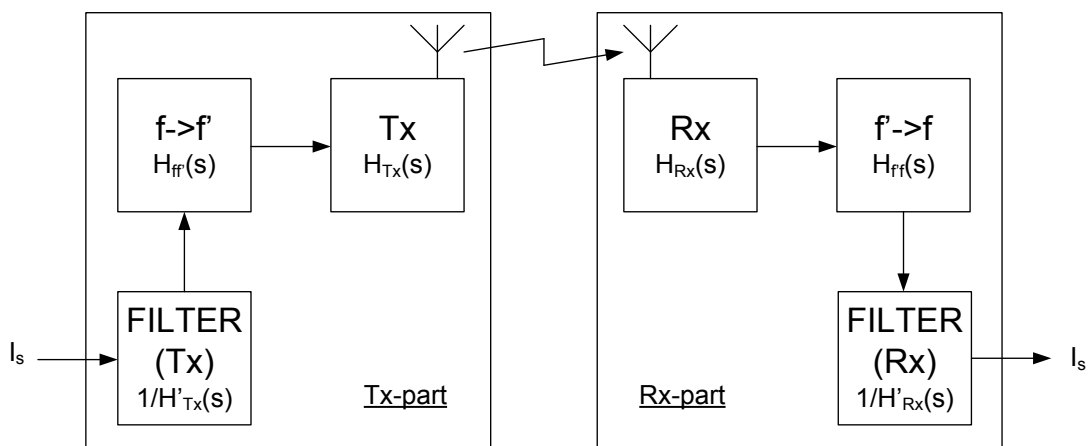 f->f'
Hff'(s)
Tx
HTx(s)
Rx
HRx(s)
f'->f
Hf'f(s)
Is
FILTER
(Tx)
1/H'Tx(s)
Tx-part
Rx-part
FILTER
(Rx)
1/H'Rx(s)
Is